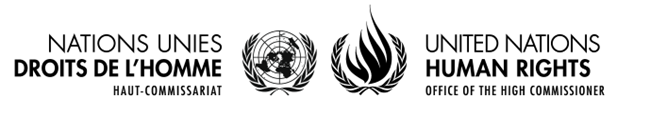 NATIONS UNIES
DROITS DE L'HOMME
HAUT-COMMISSARIAT
UNITED NATIONS
HUMAN RIGHTS
OFFICE OF THE HIGH COMMISSIONER